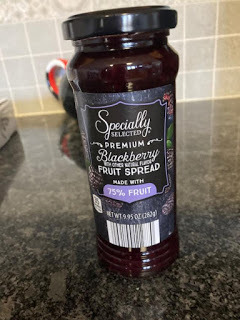 Specially
SELECTED
PREMIUM
Blackberry
WITH OTHER NATURAL FLAVORS
FRUIT SPREAD
MADE WITH
75% FRUIT
NET WT 9.95 OZ (282g)